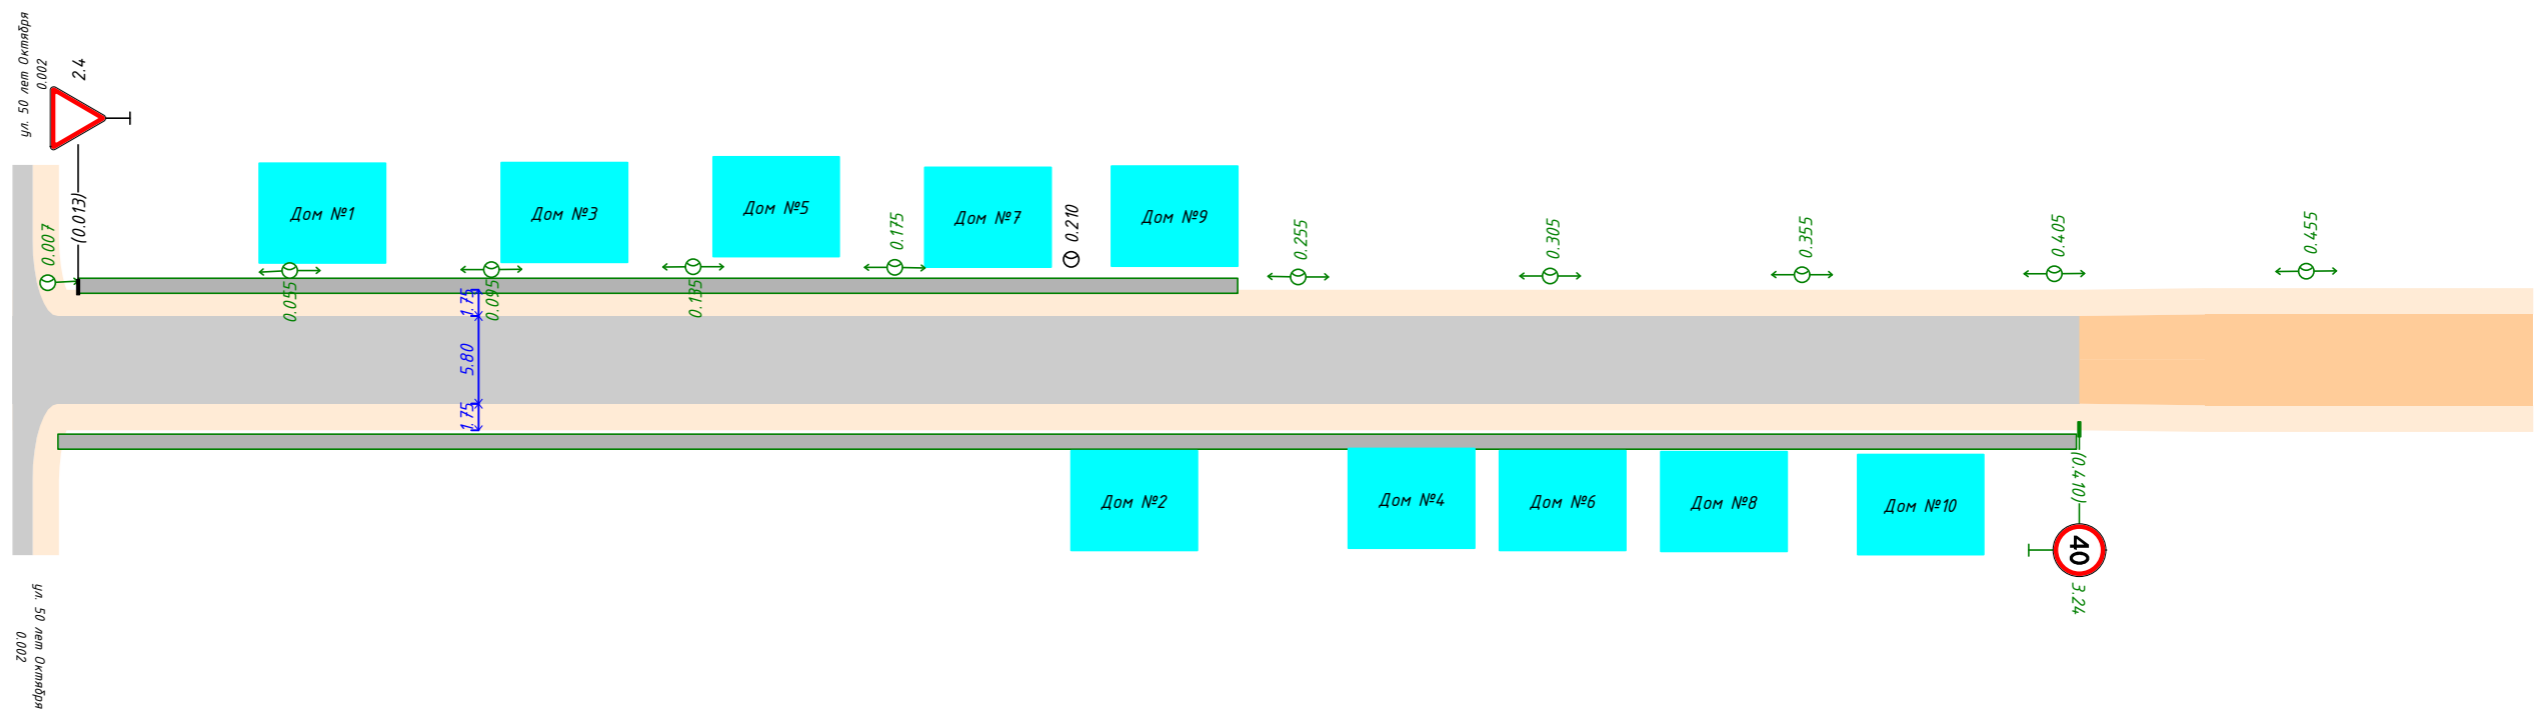 ул. 50 лет Октября
0.002
2.4
(0.013)
0.007
Дом №1
Дом №3
Дом №5
Дом №7
Дом №9
0.055
0.095
0.135
0.175
0.210
0.255
0.305
0.355
0.405
0.455
1.75
5.80
1.75
Дом №2
Дом №4
Дом №6
Дом №8
Дом №10
(0.410)
40
3.24
ул. 50 лет Октября
0.002